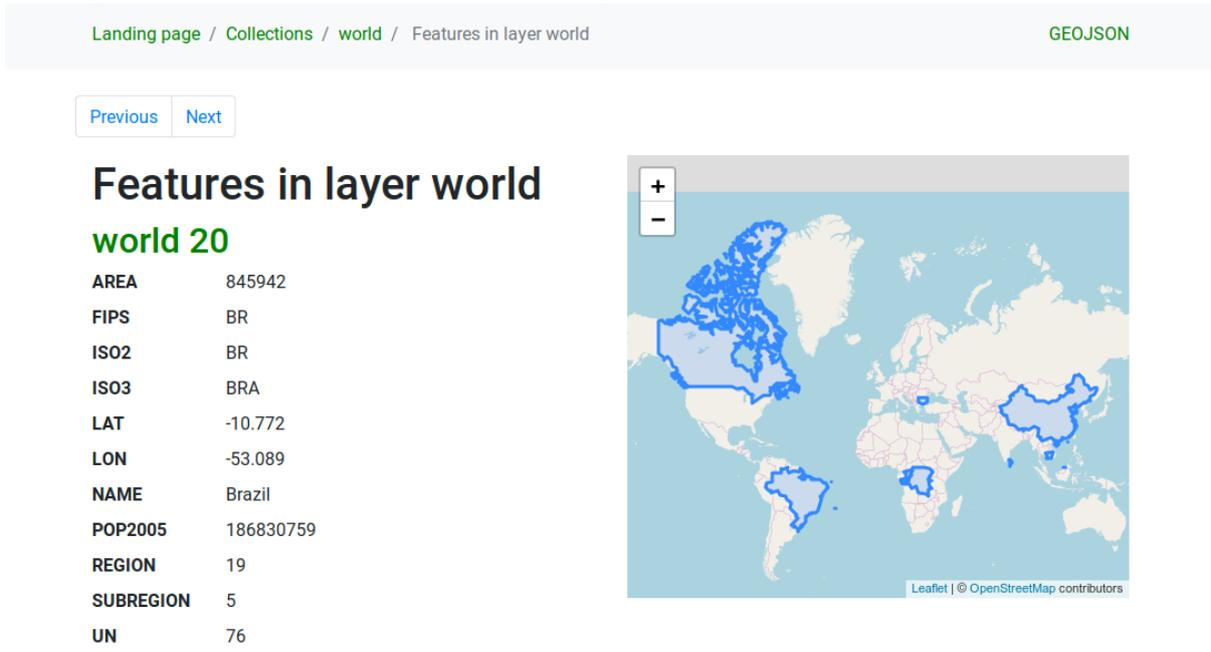 Landing page / Collections / world / Features in layer world GEOJSON
Previous Next
Features in layer world
world 20
AREA 845942
FIPS BR
ISO2 BR
ISO3 BRA
LAT -10.772
LON -53.089
NAME Brazil
POP2005 186830759
REGION 19
SUBREGION 5
UN 76
+
−
Leaflet | © OpenStreetMap contributors